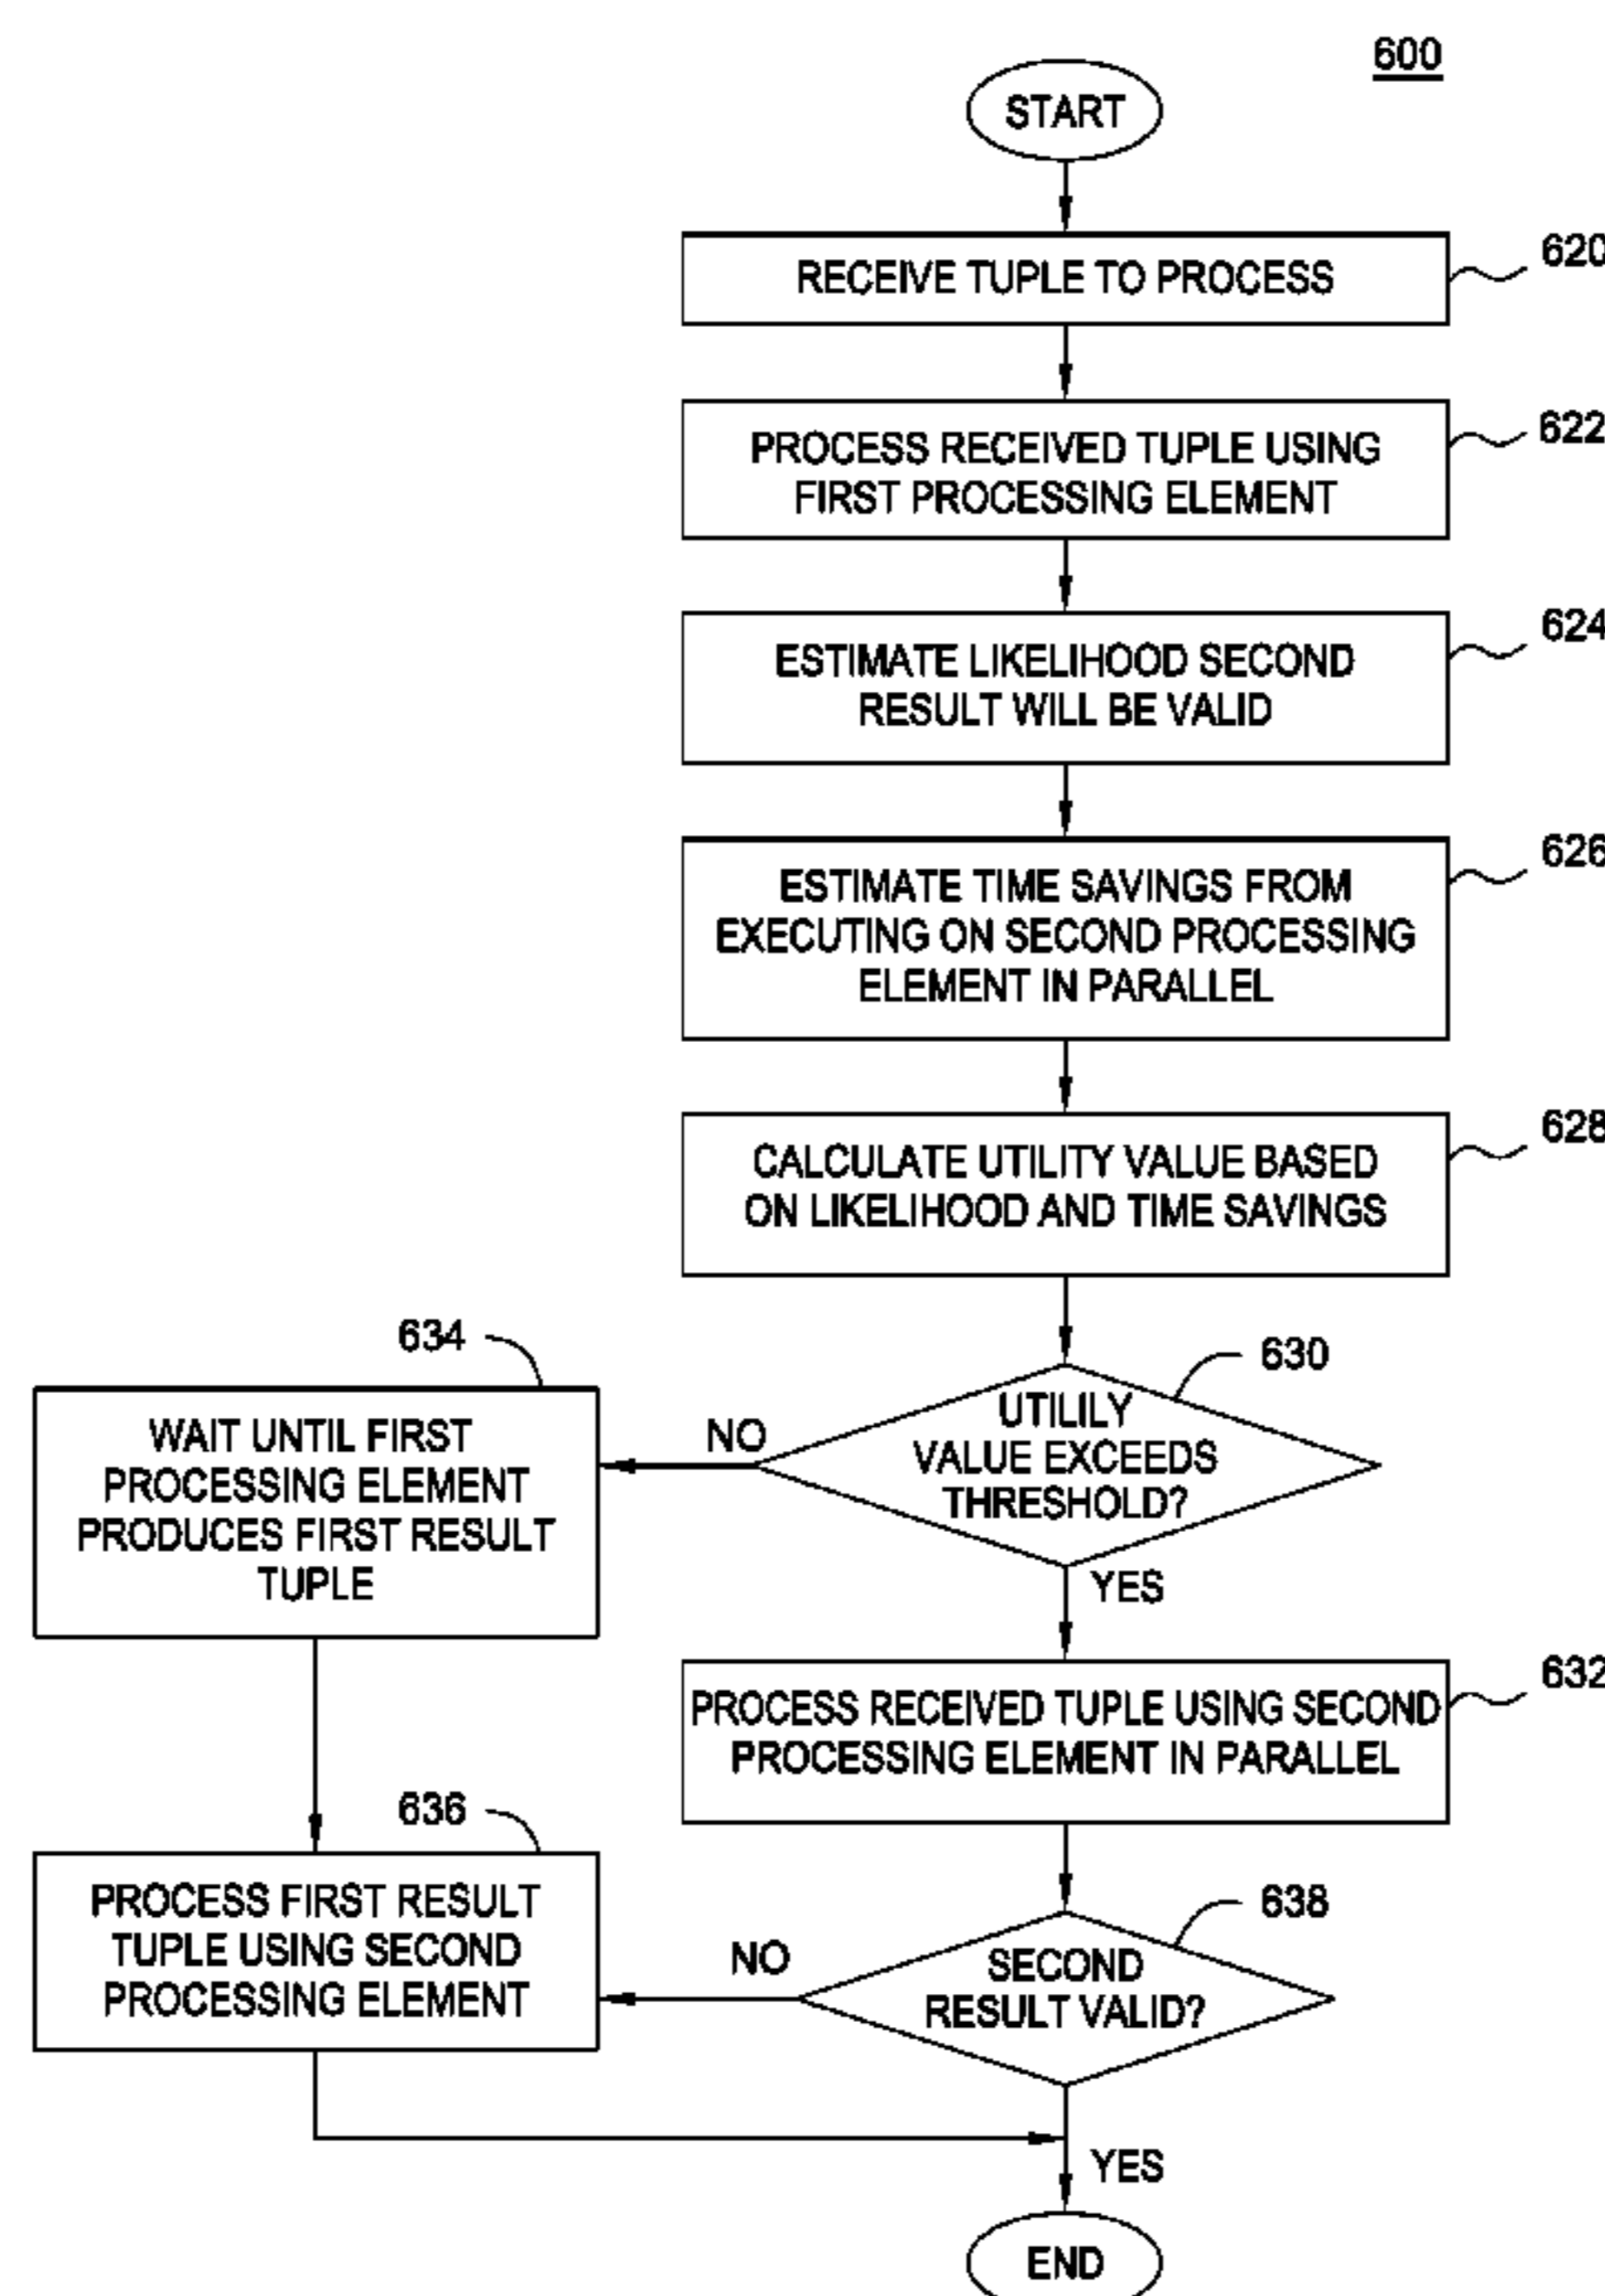 600
START
RECEIVE TUPLE TO PROCESS
620
PROCESS RECEIVED TUPLE USING
FIRST PROCESSING ELEMENT
622
ESTIMATE LIKELIHOOD SECOND
RESULT WILL BE VALID
624
ESTIMATE TIME SAVINGS FROM
EXECUTING ON SECOND PROCESSING
ELEMENT IN PARALLEL
626
CALCULATE UTILITY VALUE BASED
ON LIKELIHOOD AND TIME SAVINGS
628
630
UTILILY
VALUE EXCEEDS
THRESHOLD?
NO
YES
634
WAIT UNTIL FIRST
PROCESSING ELEMENT
PRODUCES FIRST RESULT
TUPLE
PROCESS RECEIVED TUPLE USING SECOND
PROCESSING ELEMENT IN PARALLEL
632
636
PROCESS FIRST RESULT
TUPLE USING SECOND
PROCESSING ELEMENT
638
SECOND
RESULT VALID?
NO
YES
END